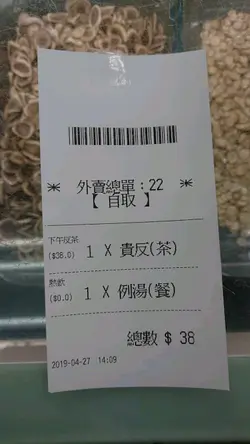 ✳ 外賣總單：22 ✳
【 自取 】
下午反茶
($38.0) 1 X 貴反(茶)
熱飲
($0.0) 1 X 例湯(餐)
總數 $ 38
2019-04-27 14:09